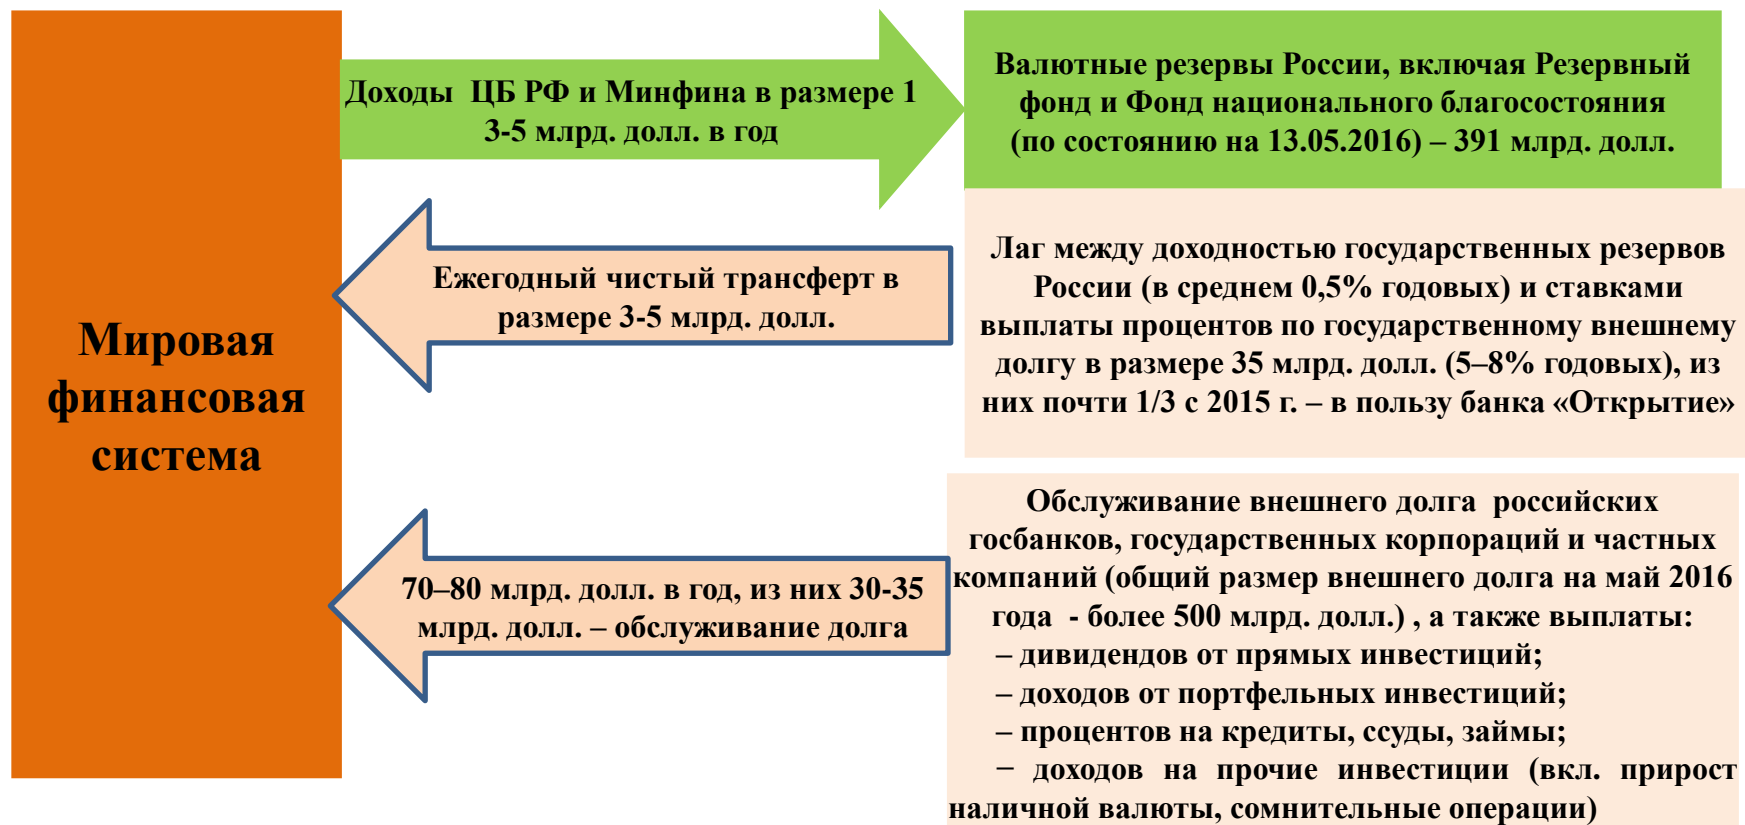 Мировая
финансовая
система
Доходы ЦБ РФ и Минфина в размере 1
3-5 млрд. долл. в год
Валютные резервы России, включая Резервный
фонд и Фонд национального благосостояния
(по состоянию на 13.05.2016) – 391 млрд. долл.
Ежегодный чистый трансферт в
размере 3-5 млрд. долл.
Лаг между доходностью государственных резервов
России (в среднем 0,5% годовых) и ставками
выплаты процентов по государственному внешнему
долгу в размере 35 млрд. долл. (5–8% годовых), из
них почти 1/3 с 2015 г. – в пользу банка «Открытие»
70–80 млрд. долл. в год, из них 30-35
млрд. долл. – обслуживание долга
Обслуживание внешнего долга российских
госбанков, государственных корпораций и частных
компаний (общий размер внешнего долга на май 2016
года - более 500 млрд. долл.) , а также выплаты:
– дивидендов от прямых инвестиций;
– доходов от портфельных инвестиций;
– процентов на кредиты, ссуды, займы;
– доходов на прочие инвестиции (вкл. прирост
наличной валюты, сомнительные операции)